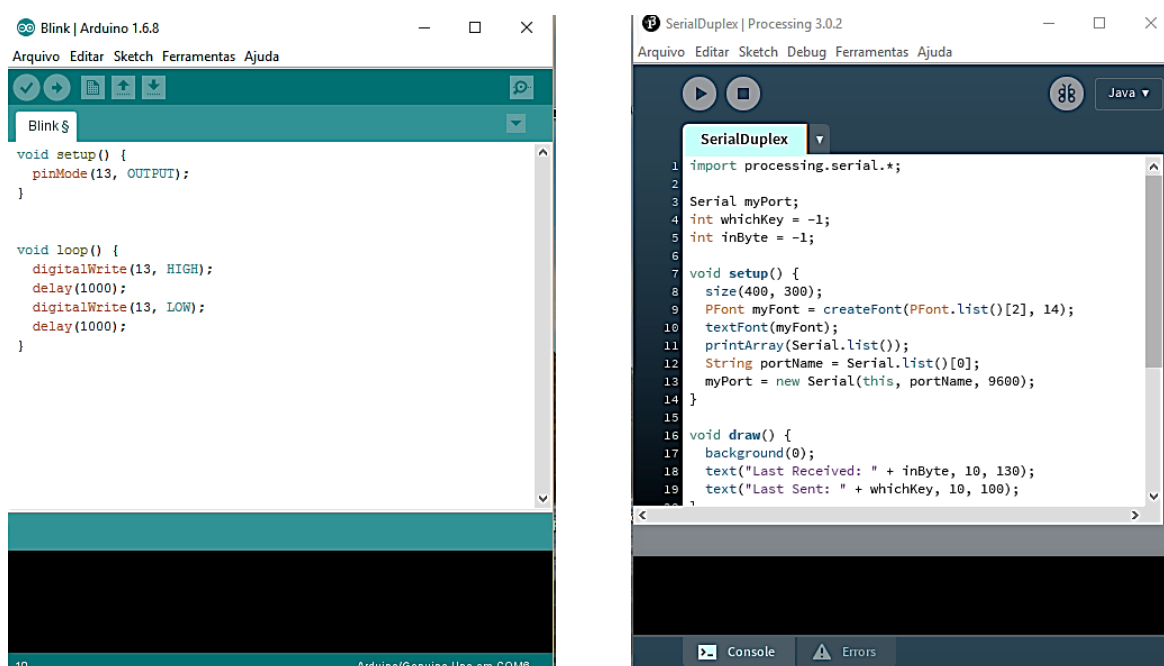 Blink | Arduino 1.6.8
Arquivo Editar Sketch Ferramentas Ajuda
Blink §
void setup() {
  pinMode(13, OUTPUT);
}
void loop() {
  digitalWrite(13, HIGH);
  delay(1000);
  digitalWrite(13, LOW);
  delay(1000);
}
10
Arduino/Genuino Uno em COM6
SerialDuplex | Processing 3.0.2
Arquivo Editar Sketch Debug Ferramentas Ajuda
Java
SerialDuplex
1 import processing.serial.*;
2
3 Serial myPort;
4 int whichKey = -1;
5 int inByte = -1;
6
7 void setup() {
8   size(400, 300);
9   PFont myFont = createFont(PFont.list()[2], 14);
10   textFont(myFont);
11   printArray(Serial.list());
12   String portName = Serial.list()[0];
13   myPort = new Serial(this, portName, 9600);
14 }
15
16 void draw() {
17   background(0);
18   text("Last Received: " + inByte, 10, 130);
19   text("Last Sent: " + whichKey, 10, 100);
Console
Errors